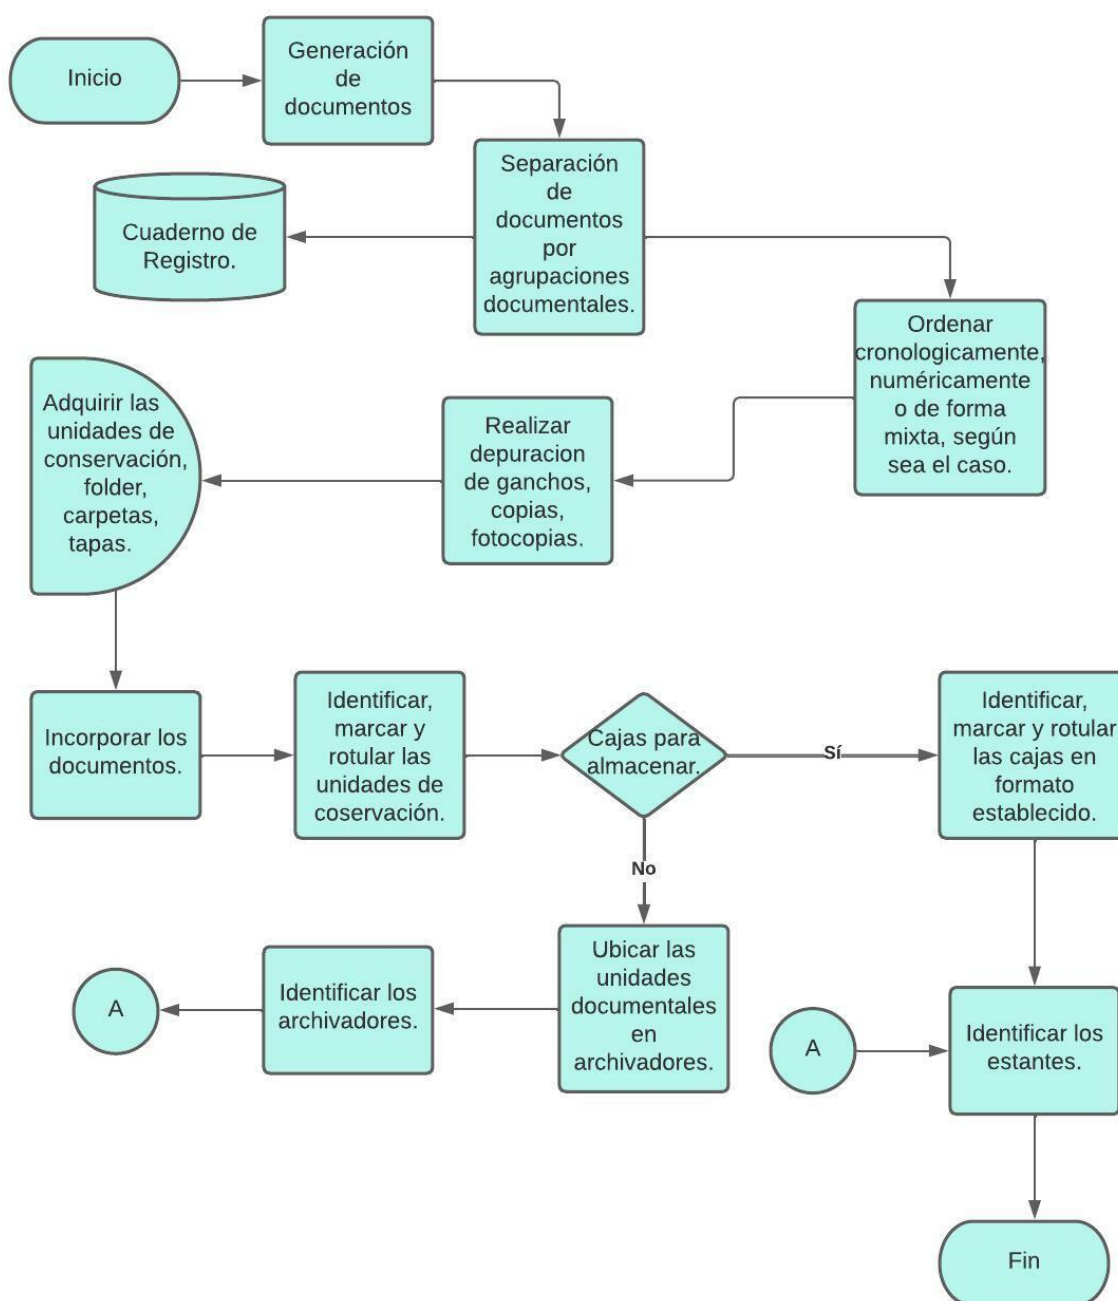 Inicio
Generación
de
documentos
Separación
de
documentos
por
agrupaciones
documentales.
Cuaderno de
Registro.
Ordenar
cronologicamente,
numéricamente
o de forma
mixta, según
sea el caso.
Realizar
depuracion
de ganchos,
copias,
fotocopias.
Adquirir las
unidades de
conservación,
folder,
carpetas,
tapas.
Incorporar los
documentos.
Identificar,
marcar y
rotular las
unidades de
coservación.
Cajas para
almacenar.
Sí
Identificar,
marcar y rotular
las cajas en
formato
establecido.
No
Ubicar las
unidades
documentales
en
archivadores.
Identificar los
archivadores.
A
A
Identificar los
estantes.
Fin